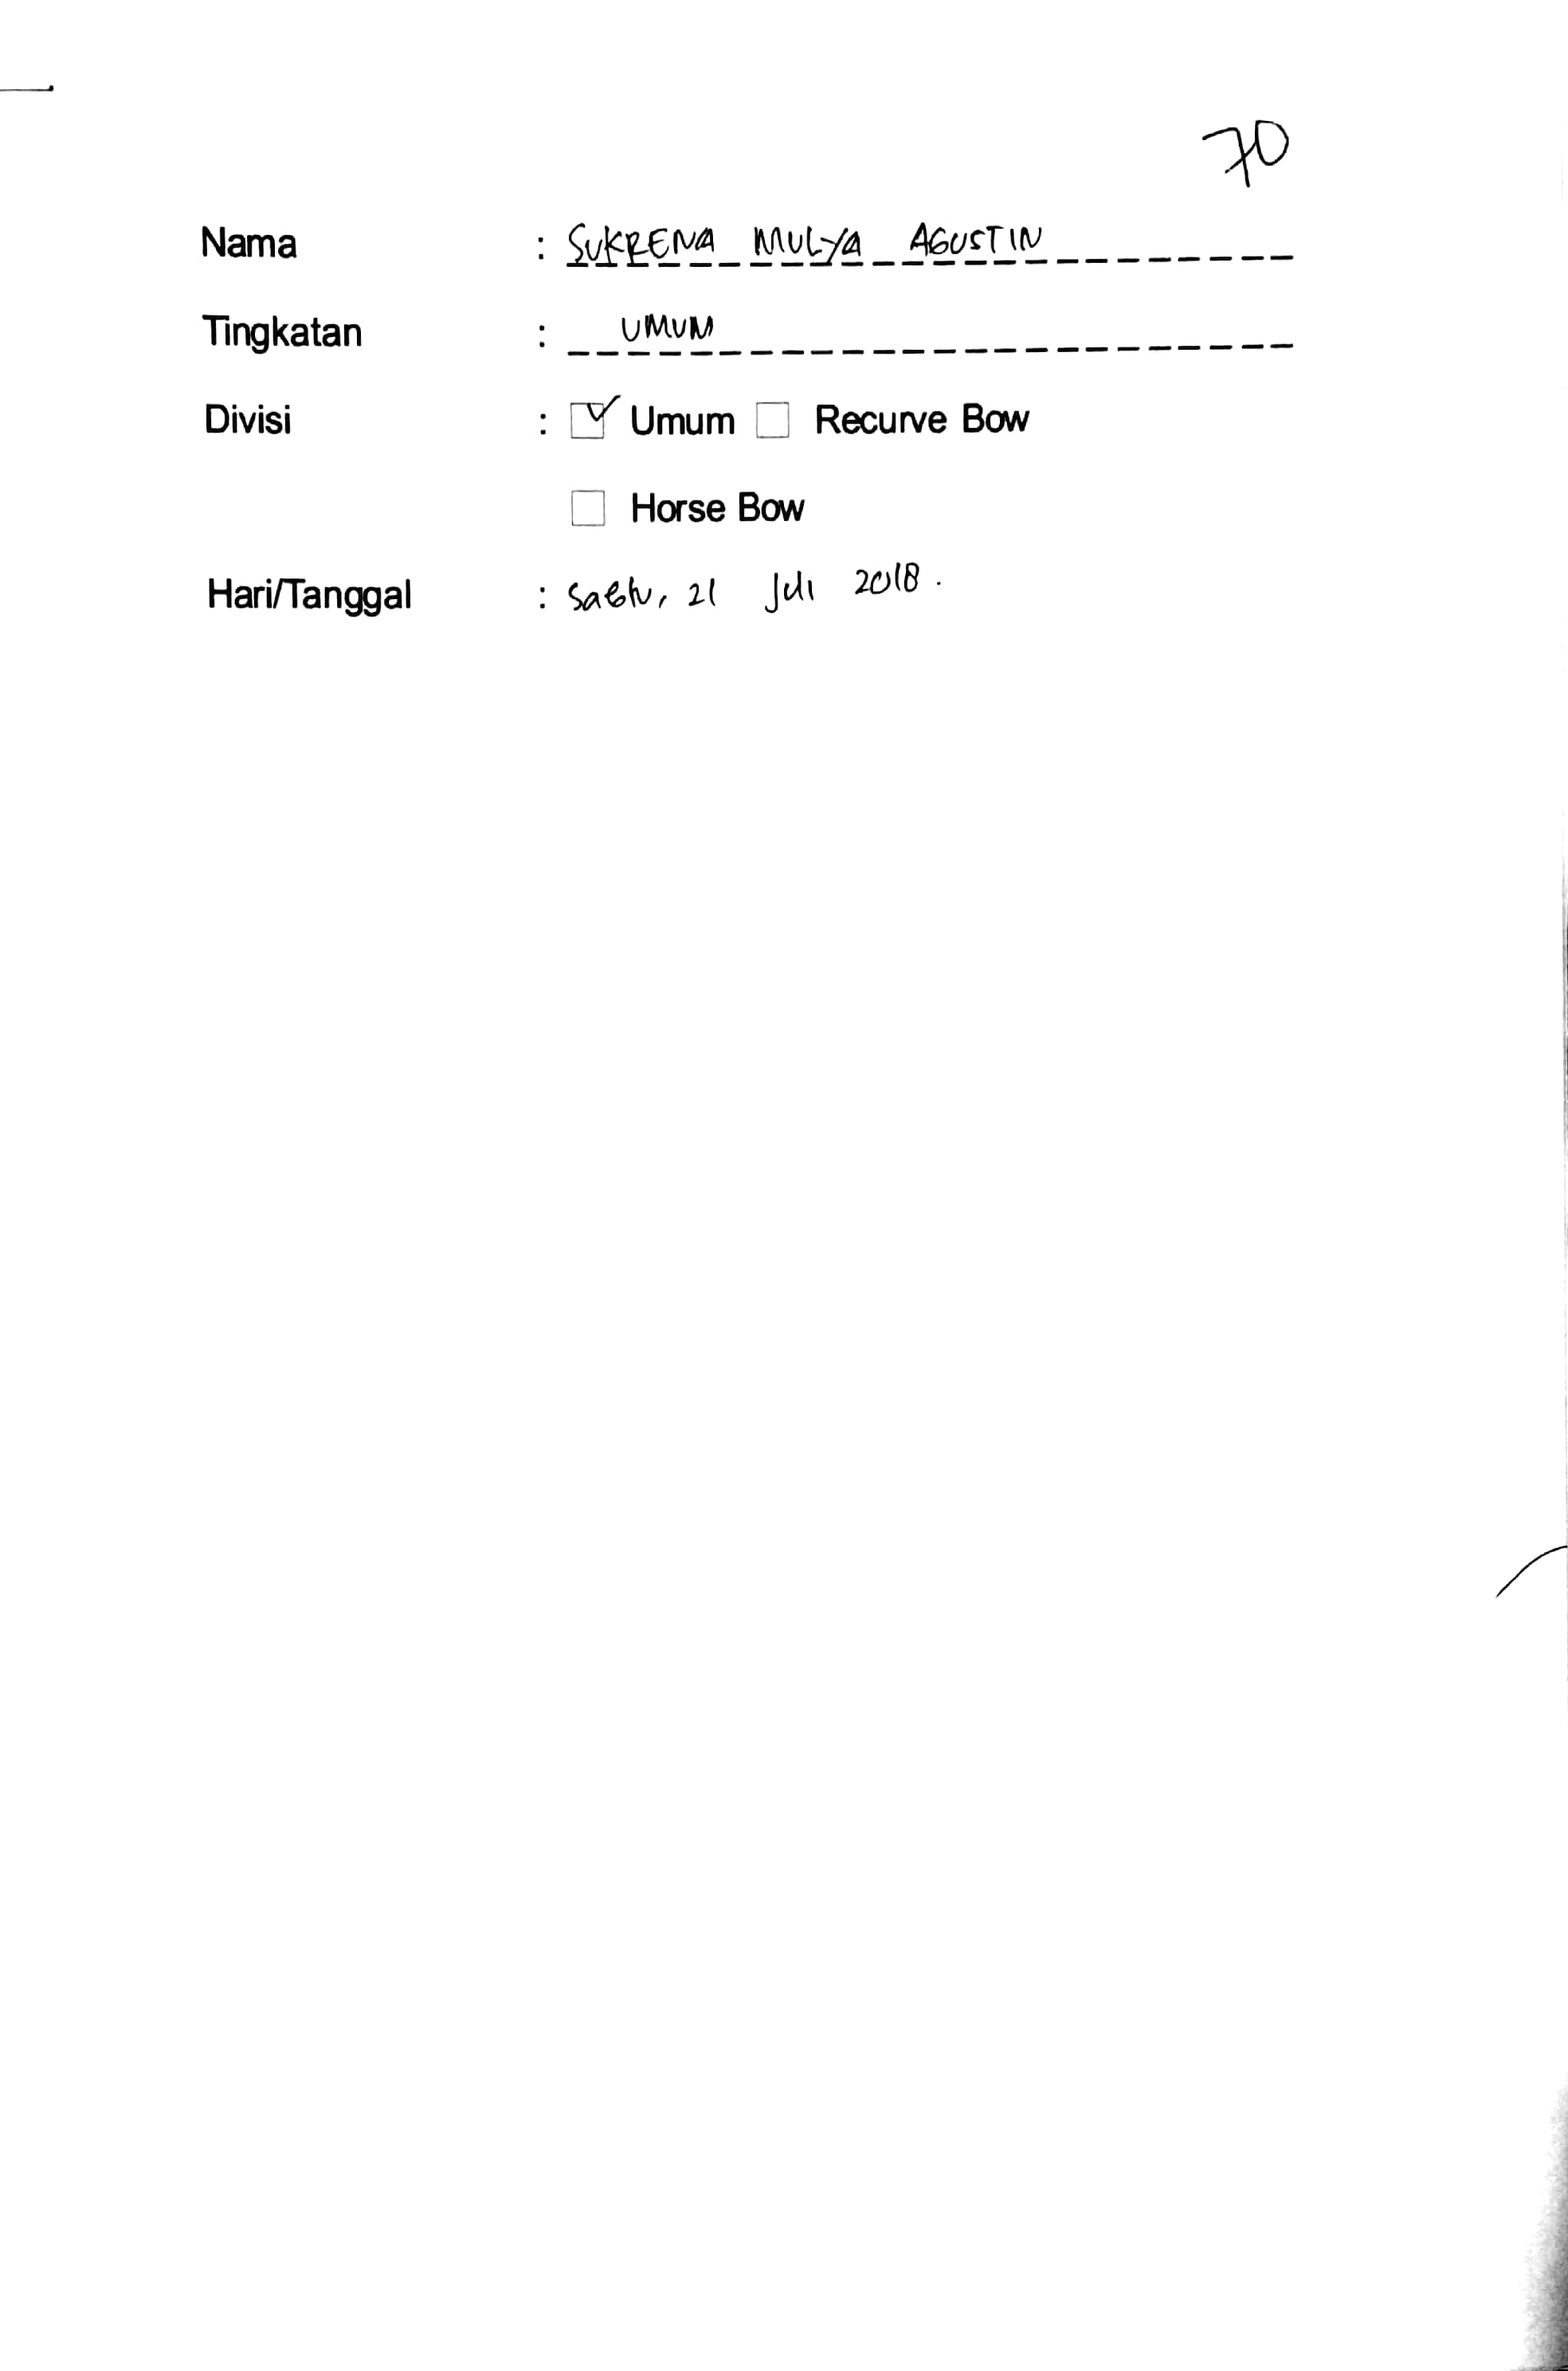 70
Nama : SUKRENA MULYA AGUSTIN
Tingkatan : UMUM
Divisi : ☑ Umum ☐ Recurve Bow
☐ Horse Bow
Hari/Tanggal : Sabtu, 21 Juli 2018.